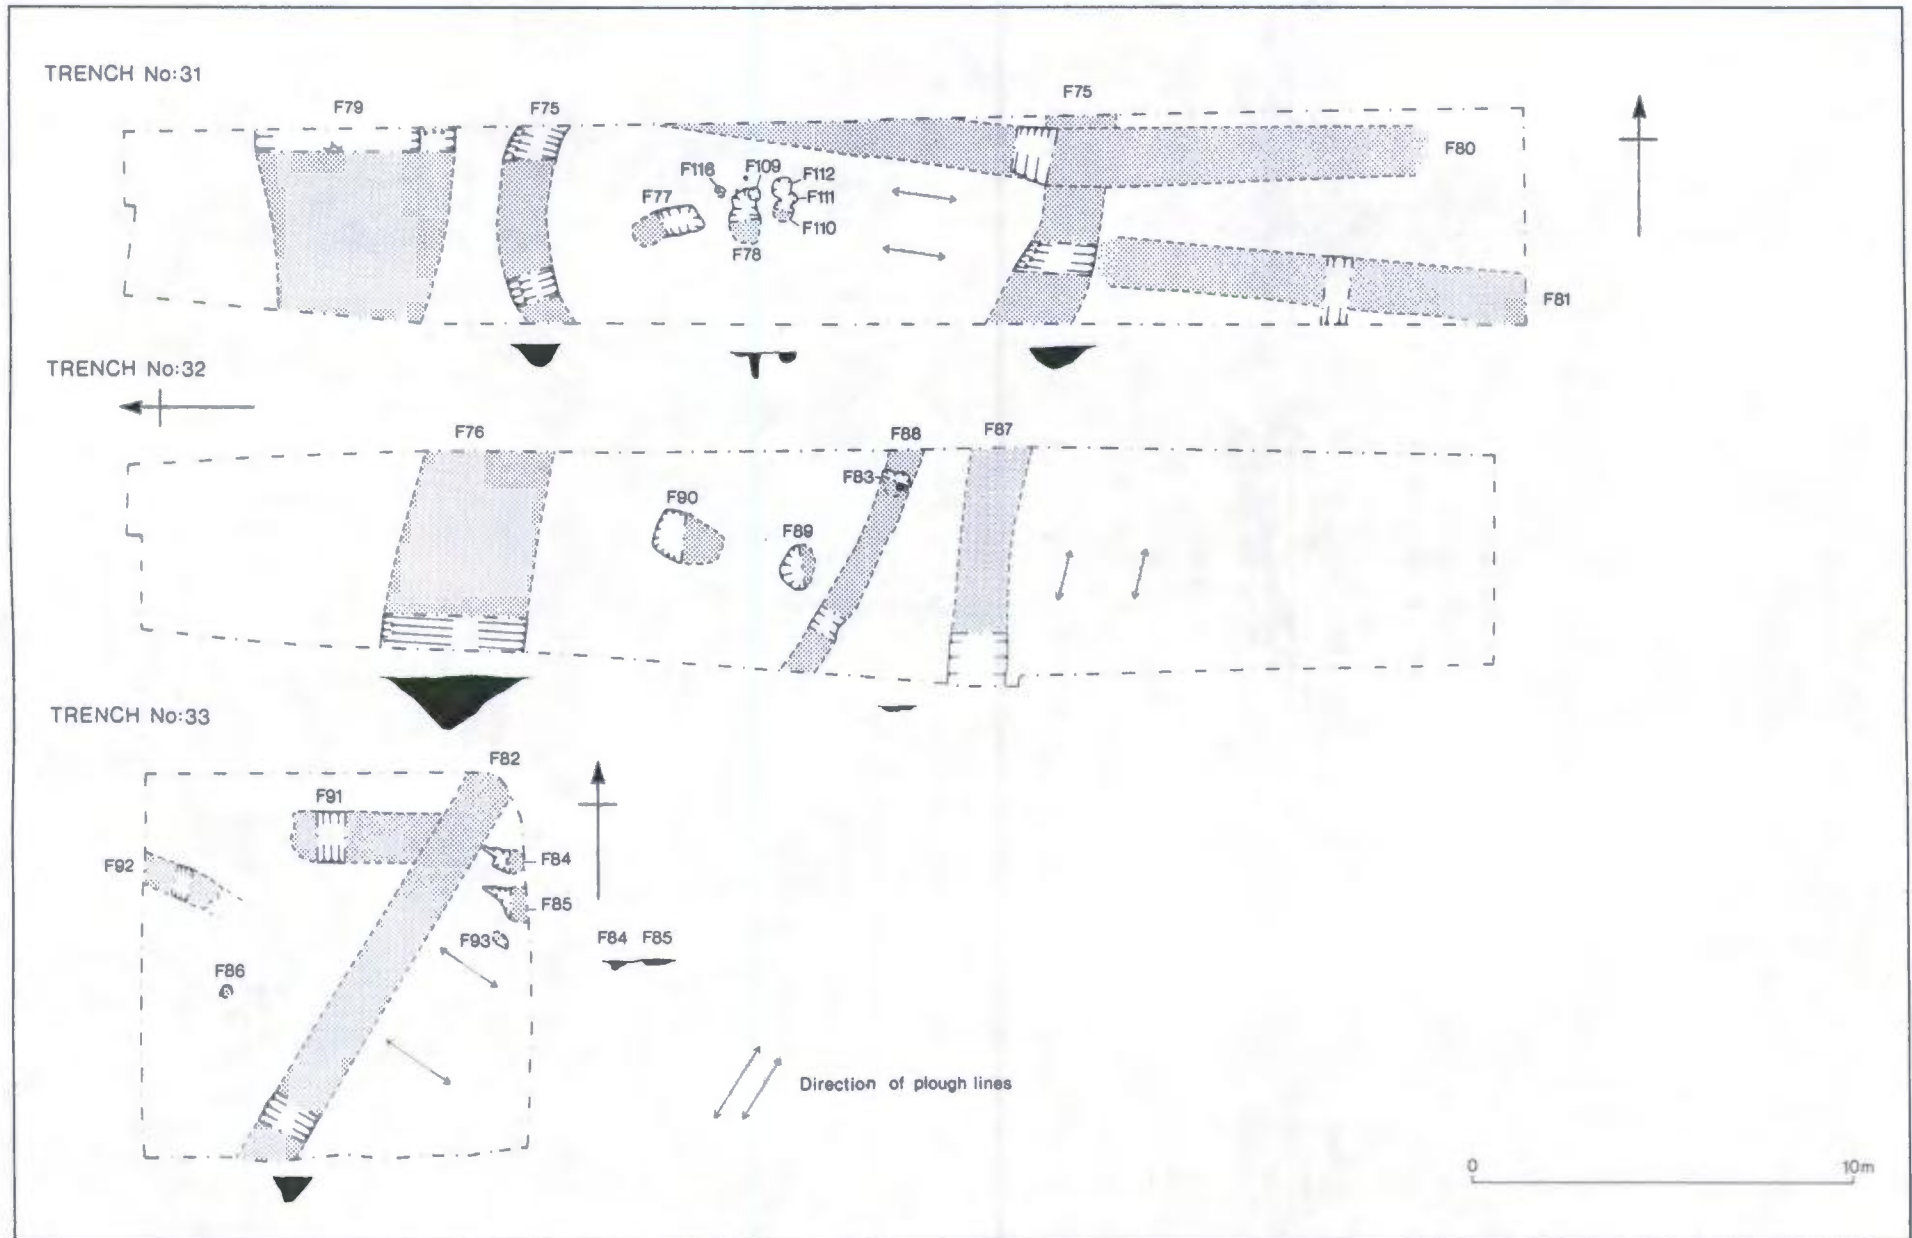 TRENCH No:31
F79
F75
F75
F80
F116
F109
F112
F77
F111
F110
F78
F81
TRENCH No:32
F76
F88
F87
F83
F90
F89
TRENCH No:33
F82
F91
F92
F84
F85
F93
F84 F85
F86
Direction of plough lines
0 10m